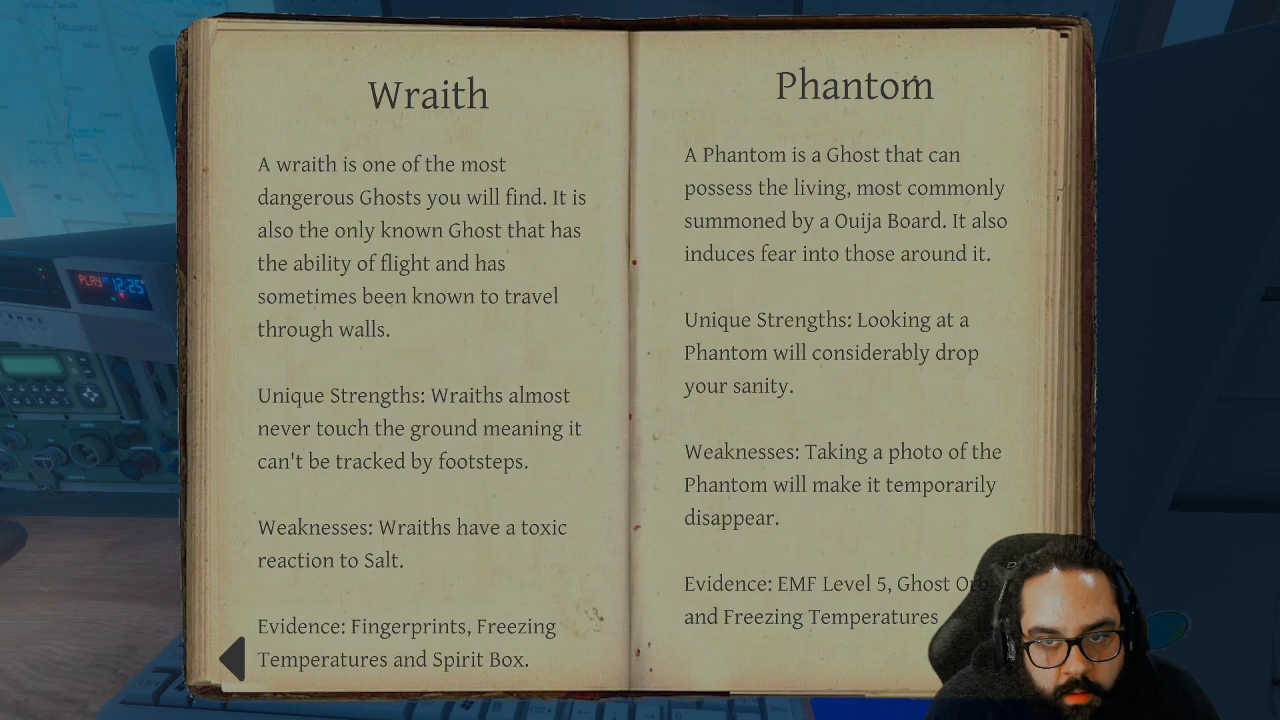 Wraith
A wraith is one of the most
dangerous Ghosts you will find. It is
also the only known Ghost that has
the ability of flight and has
sometimes been known to travel
through walls.
Unique Strengths: Wraiths almost
never touch the ground meaning it
can't be tracked by footsteps.
Weaknesses: Wraiths have a toxic
reaction to Salt.
Evidence: Fingerprints, Freezing
Temperatures and Spirit Box.
Phantom
A Phantom is a Ghost that can
possess the living, most commonly
summoned by a Ouija Board. It also
induces fear into those around it.
Unique Strengths: Looking at a
Phantom will considerably drop
your sanity.
Weaknesses: Taking a photo of the
Phantom will make it temporarily
disappear.
Evidence: EMF Level 5, Ghost Orb
and Freezing Temperatures
PLAY 12:25